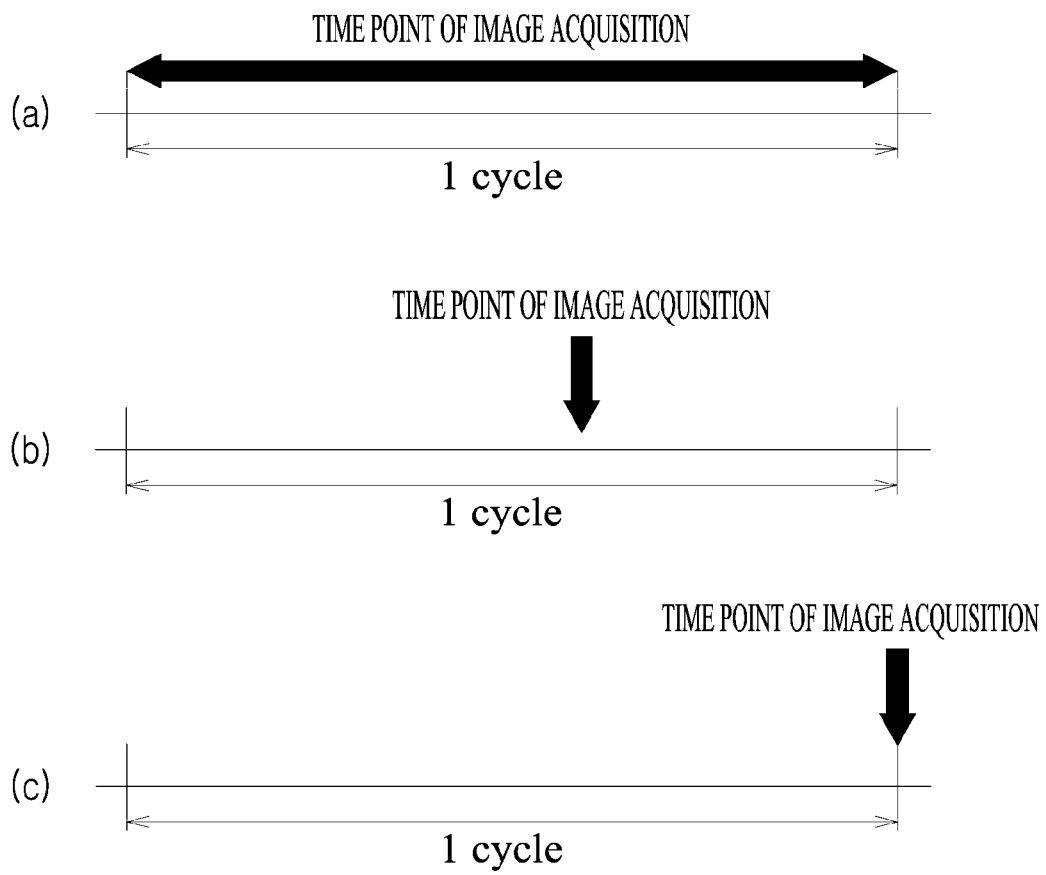 TIME POINT OF IMAGE ACQUISITION
(a)
1 cycle
TIME POINT OF IMAGE ACQUISITION
(b)
1 cycle
TIME POINT OF IMAGE ACQUISITION
(c)
1 cycle